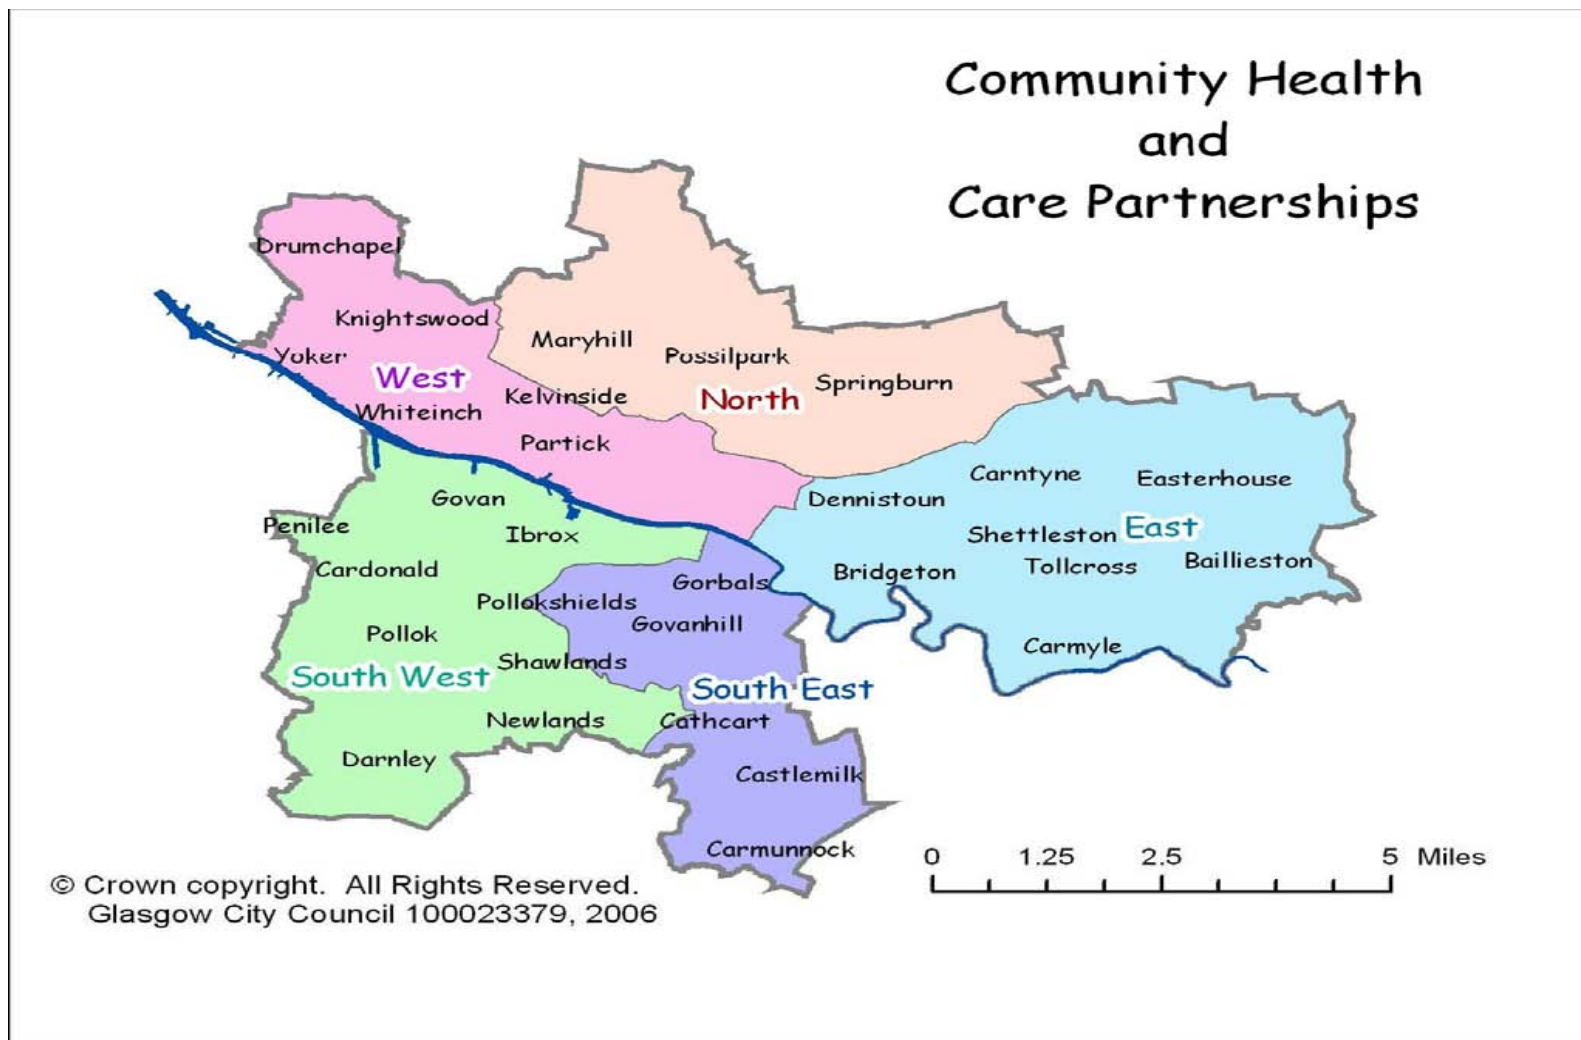 Community Health
and
Care Partnerships
Drumchapel
Knightswood
Maryhill
Yoker
Possilpark
West
Springburn
Kelvinside
North
Whiteinch
Partick
Carntyne
Easterhouse
Govan
Dennistoun
Penilee
Ibrox
Shettleston
East
Cardonald
Bridgeton
Tollcross
Baillieston
Gorbals
Pollokshields
Govanhill
Pollok
Carmyle
Shawlands
South West
South East
Newlands
Cathcart
Darnley
Castlemilk
Carmunnock
0 1.25 2.5 5 Miles
© Crown copyright. All Rights Reserved.
Glasgow City Council 100023379, 2006